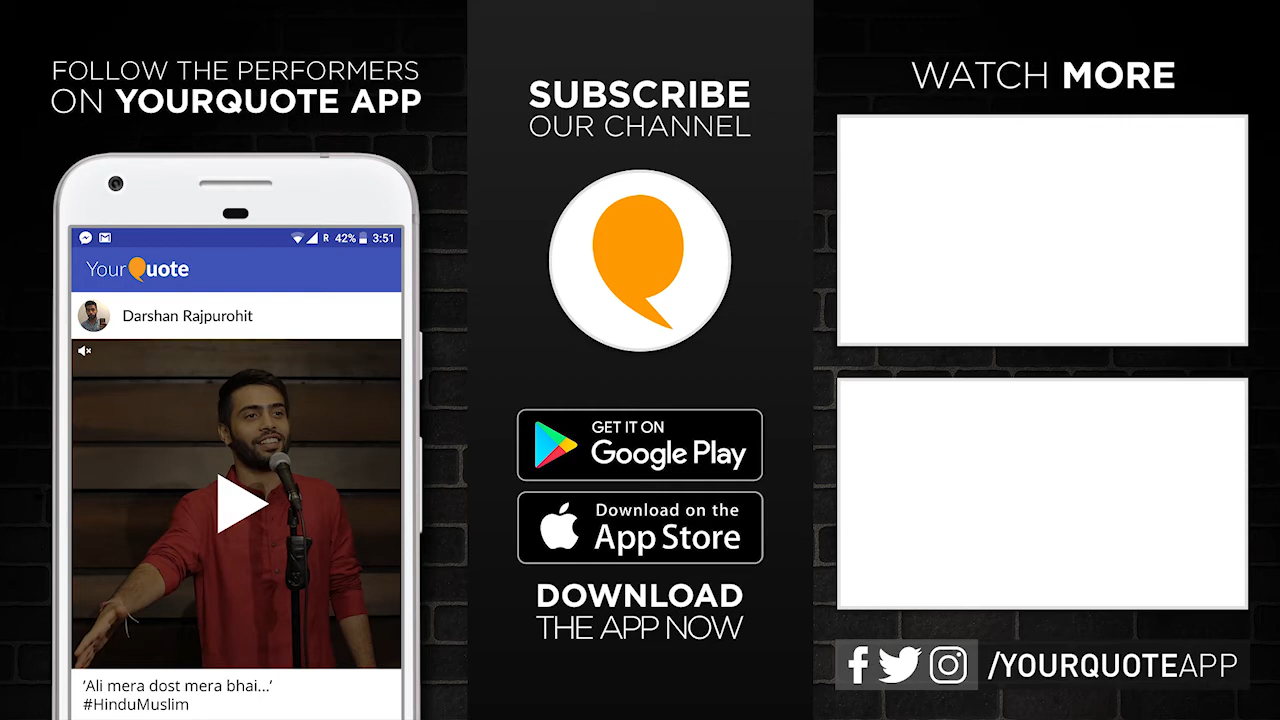 FOLLOW THE PERFORMERS
ON YOURQUOTE APP
R 42% 3:51
YourQuote
Darshan Rajpurohit
‘Ali mera dost mera bhai...’
#HinduMuslim
SUBSCRIBE
OUR CHANNEL
GET IT ON
Google Play
Download on the
App Store
DOWNLOAD
THE APP NOW
WATCH MORE
/YOURQUOTEAPP